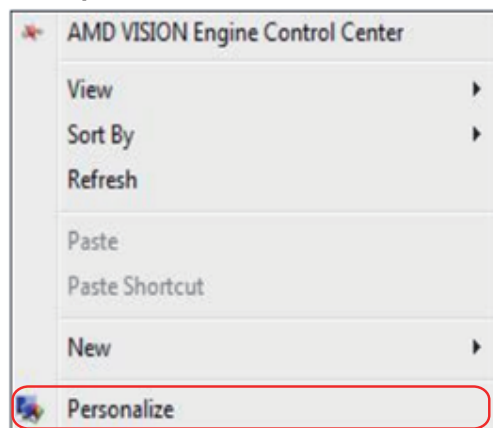 AMD VISION Engine Control Center
View
Sort By
Refresh
Paste
Paste Shortcut
New
Personalize